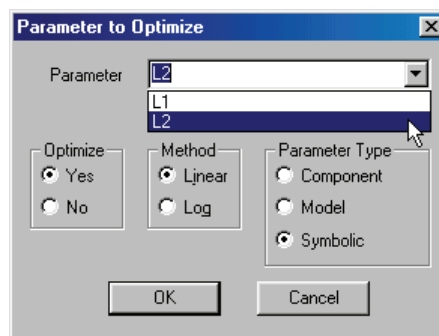 Parameter to Optimize
Parameter L2
L1
L2
Optimize Method Parameter Type
Yes Linear Component
No Log Model
Symbolic
OK Cancel